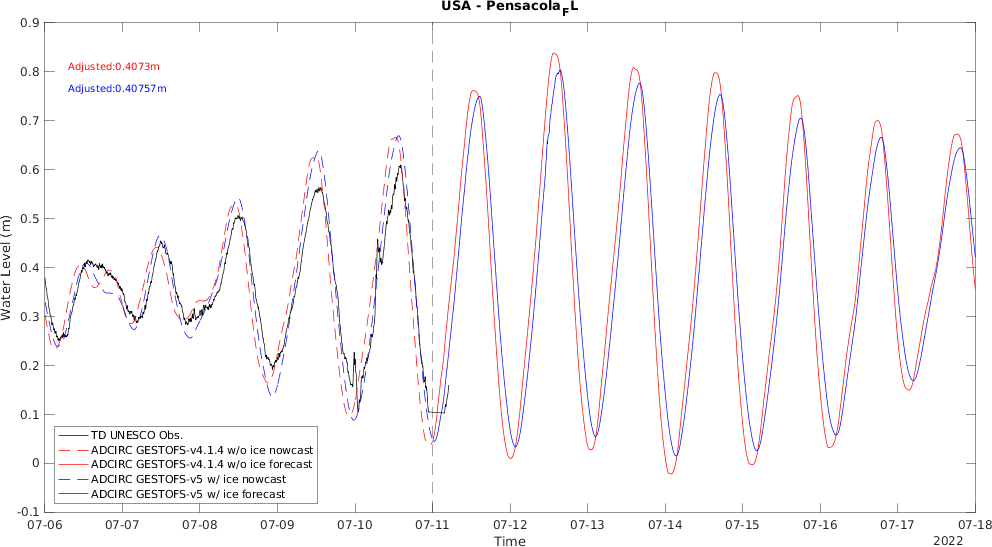 USA - Pensacola_FL
0.9
0.8
0.7
0.6
0.5
0.4
0.3
0.2
0.1
0
-0.1
Water Level (m)
Adjusted:0.4073m
Adjusted:0.40757m
TD UNESCO Obs.
ADCIRC GESTOFS-v4.1.4 w/o ice nowcast
ADCIRC GESTOFS-v4.1.4 w/o ice forecast
ADCIRC GESTOFS-v5 w/ ice nowcast
ADCIRC GESTOFS-v5 w/ ice forecast
07-06 07-07 07-08 07-09 07-10 07-11 07-12 07-13 07-14 07-15 07-16 07-17 07-18
Time
2022